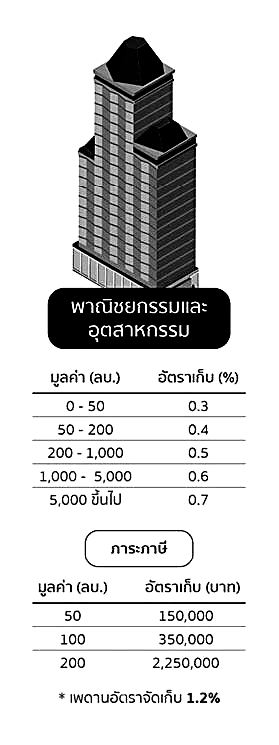 พาณิชยกรรมและ
อุตสาหกรรม
มูลค่า (ลบ.) อัตราเก็บ (%)
0 - 50 0.3
50 - 200 0.4
200 - 1,000 0.5
1,000 - 5,000 0.6
5,000 ขึ้นไป 0.7
ภาระภาษี
มูลค่า (ลบ.) อัตราเก็บ (บาท)
50 150,000
100 350,000
200 2,250,000
* เพดานอัตราจัดเก็บ 1.2%